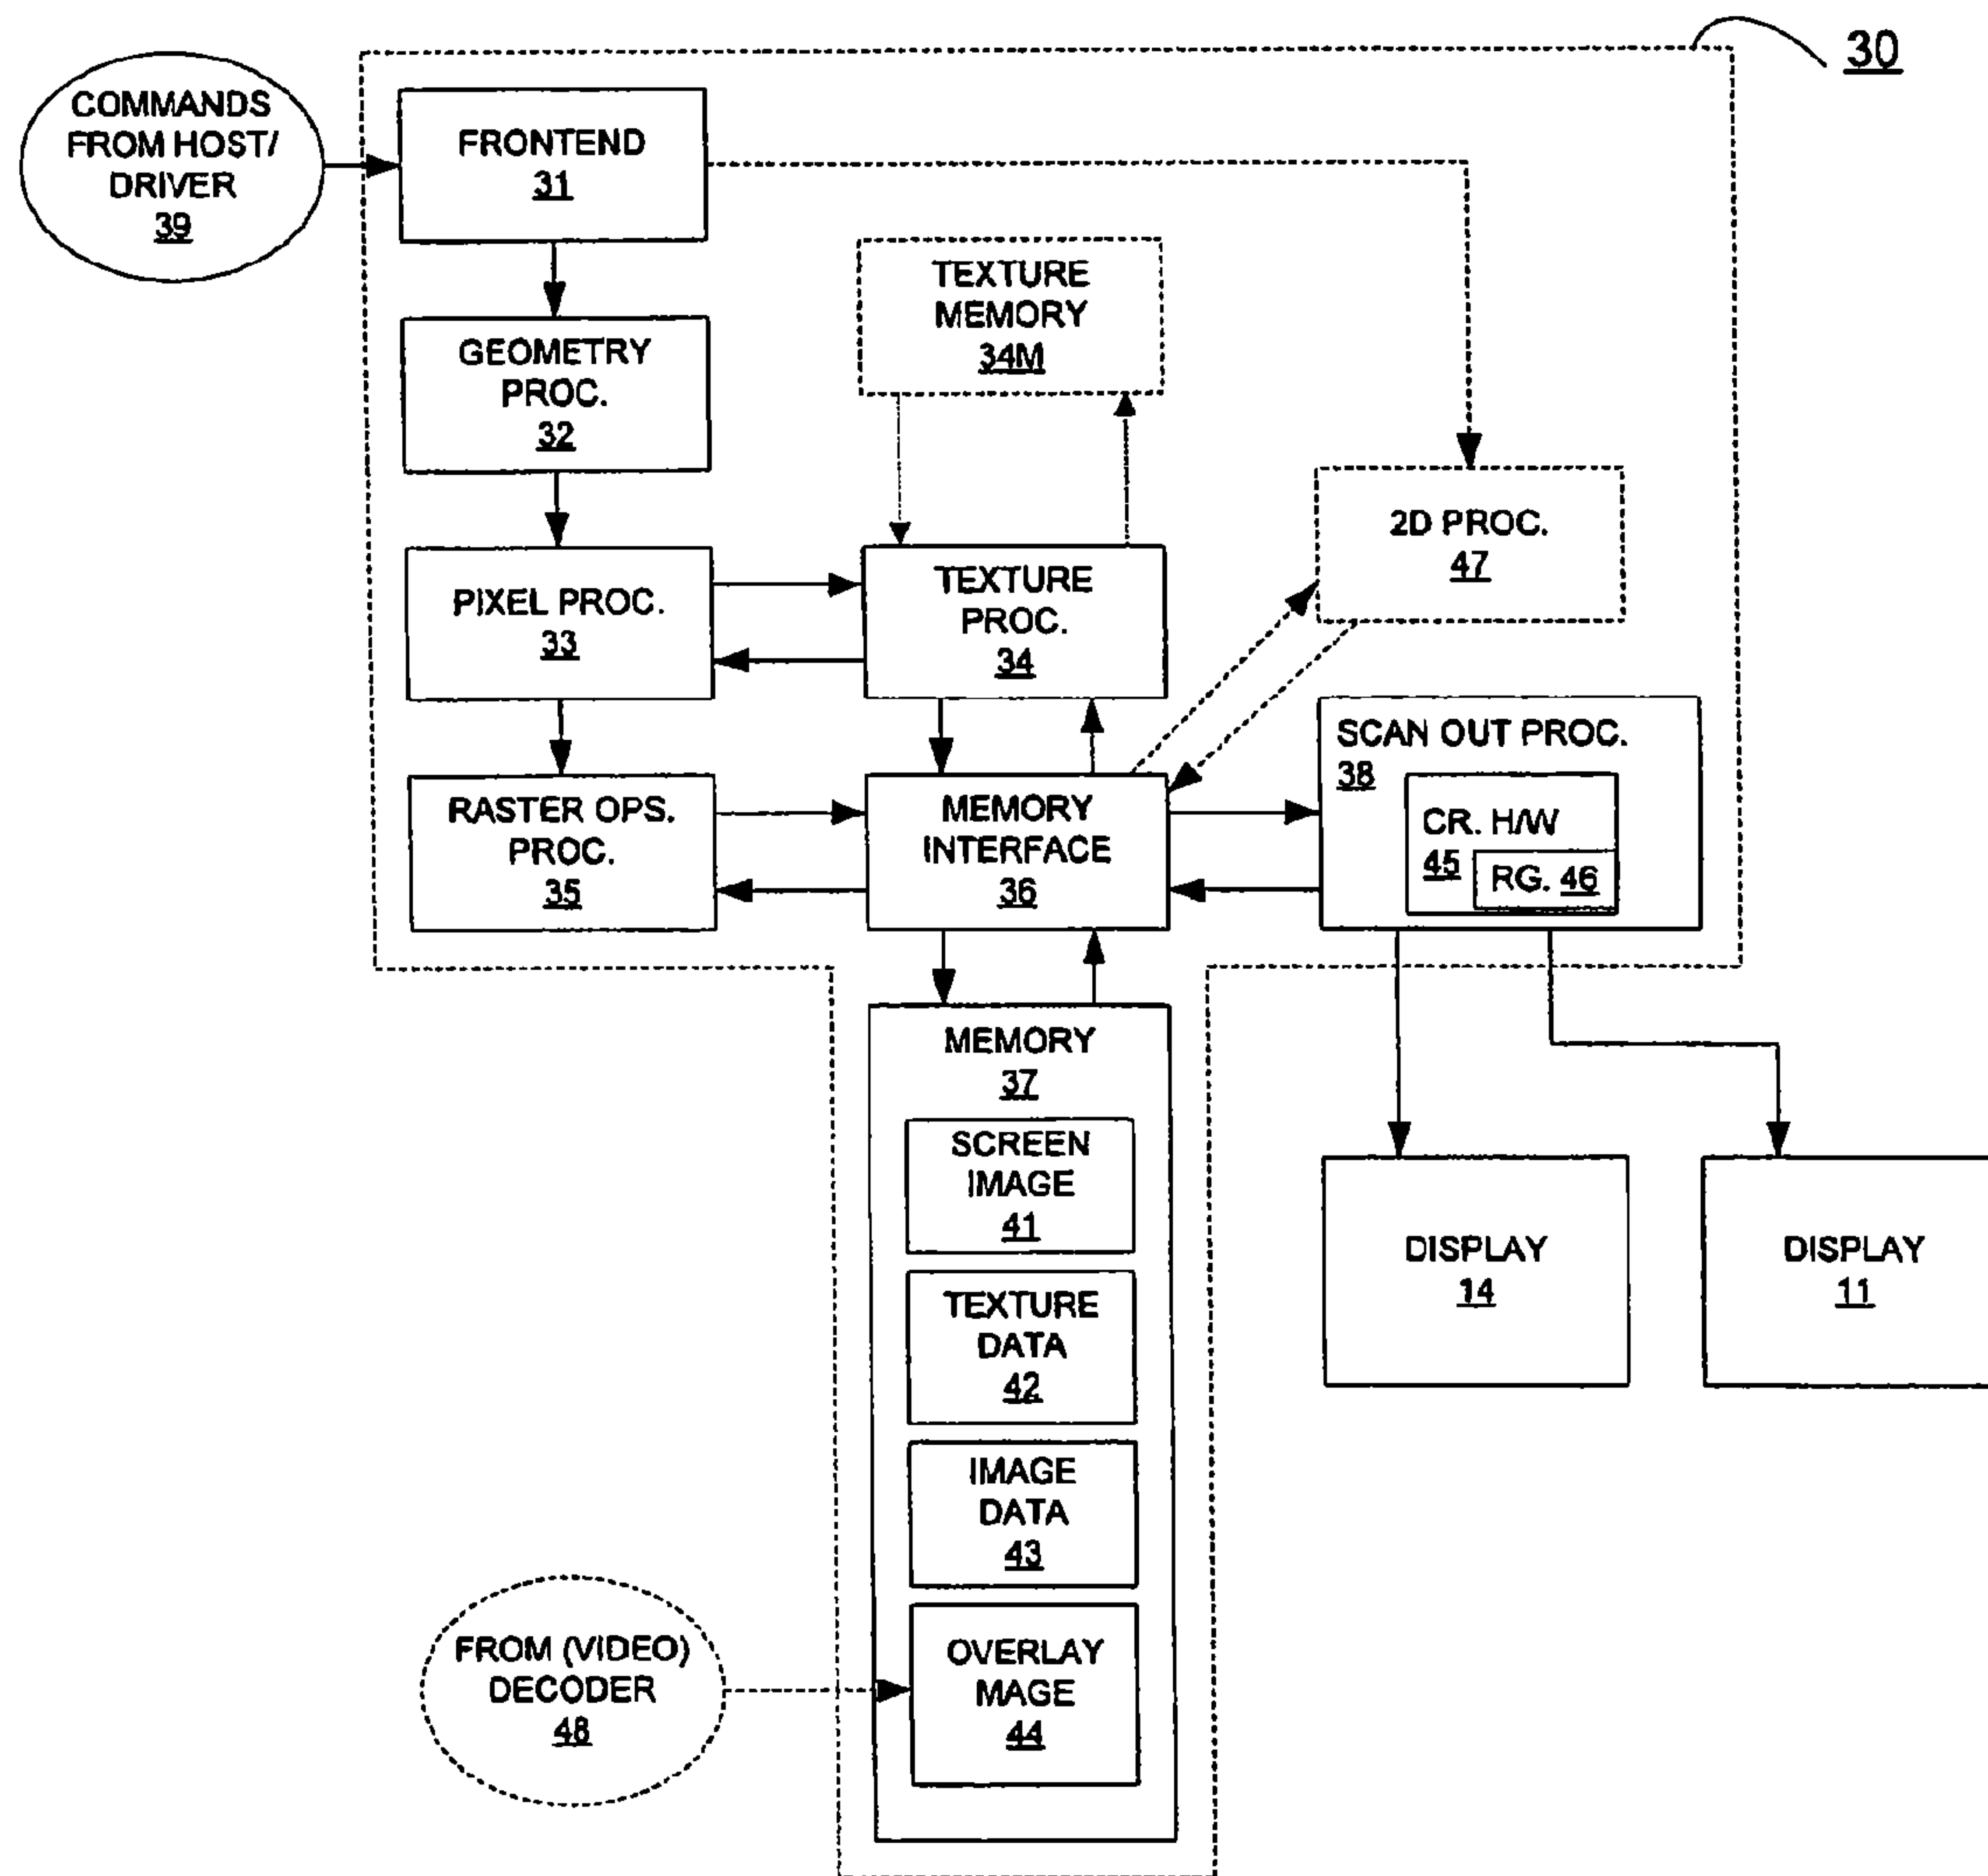 30
COMMANDS
FROM HOST/
DRIVER
39
FRONTEND
31
TEXTURE
MEMORY
34M
GEOMETRY
PROC.
32
2D PROC.
47
PIXEL PROC.
33
TEXTURE
PROC.
34
SCAN OUT PROC.
38
CR. H/W
45
RG. 46
RASTER OPS.
PROC.
35
MEMORY
INTERFACE
36
MEMORY
37
SCREEN
IMAGE
41
TEXTURE
DATA
42
IMAGE
DATA
43
OVERLAY
MAGE
44
DISPLAY
14
DISPLAY
11
FROM (VIDEO)
DECODER
48